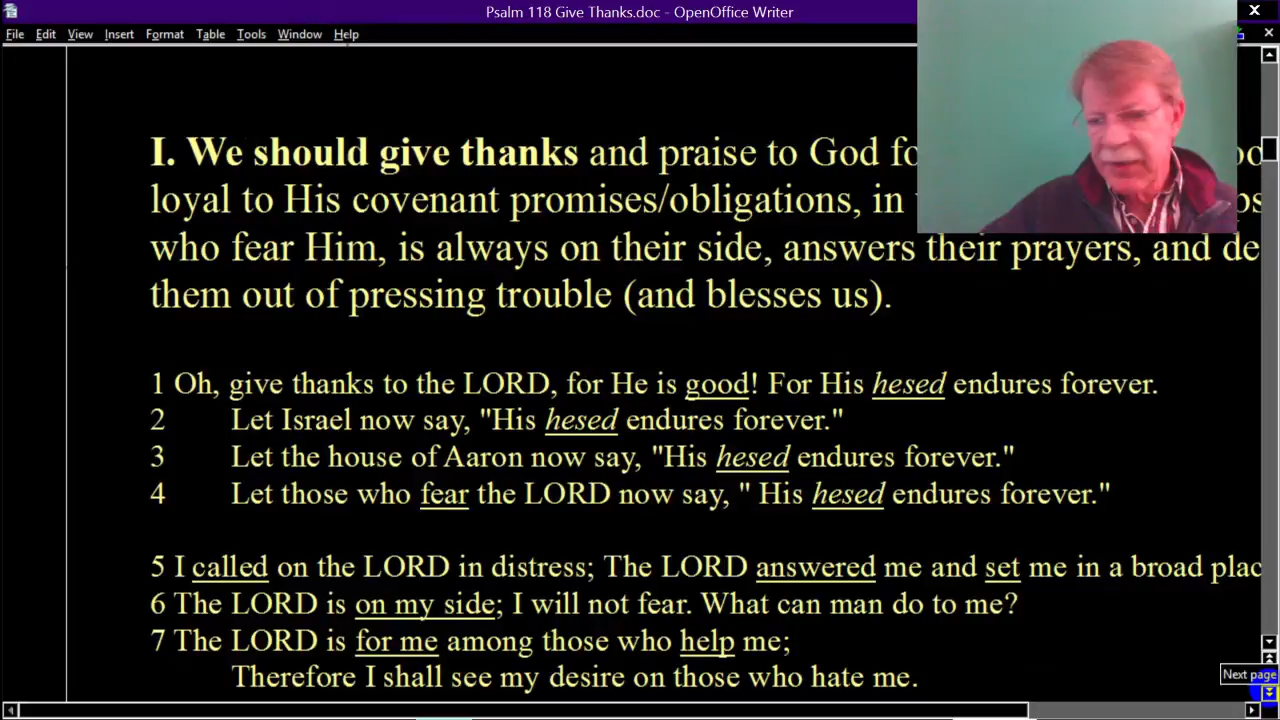 Psalm 118 Give Thanks.doc - OpenOffice Writer
File Edit View Insert Format Table Tools Window Help
I. We should give thanks and praise to God
loyal to His covenant promises/obligations, in
who fear Him, is always on their side, answers their prayers, and
them out of pressing trouble (and blesses us).
1 Oh, give thanks to the LORD, for He is good! For His hesed endures forever.
2 Let Israel now say, "His hesed endures forever."
3 Let the house of Aaron now say, "His hesed endures forever."
4 Let those who fear the LORD now say, " His hesed endures forever."
5 I called on the LORD in distress; The LORD answered me and set me in a broad plac
6 The LORD is on my side; I will not fear. What can man do to me?
7 The LORD is for me among those who help me;
Therefore I shall see my desire on those who hate me.
Next page